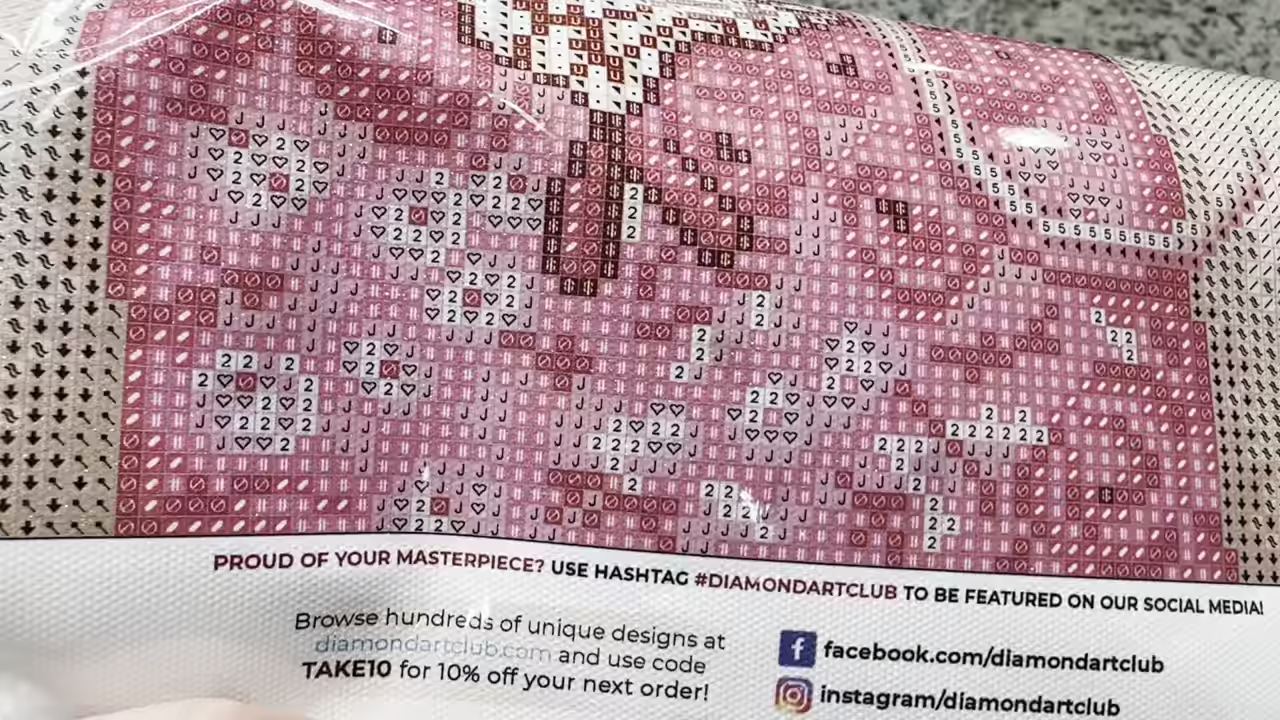 PROUD OF YOUR MASTERPIECE? USE HASHTAG #DIAMONDARTCLUB TO BE FEATURED ON OUR SOCIAL MEDIA!
Browse hundreds of unique designs at
diamondartclub.com and use code
TAKE10 for 10% off your next order!
facebook.com/diamondartclub
instagram/diamondartclub